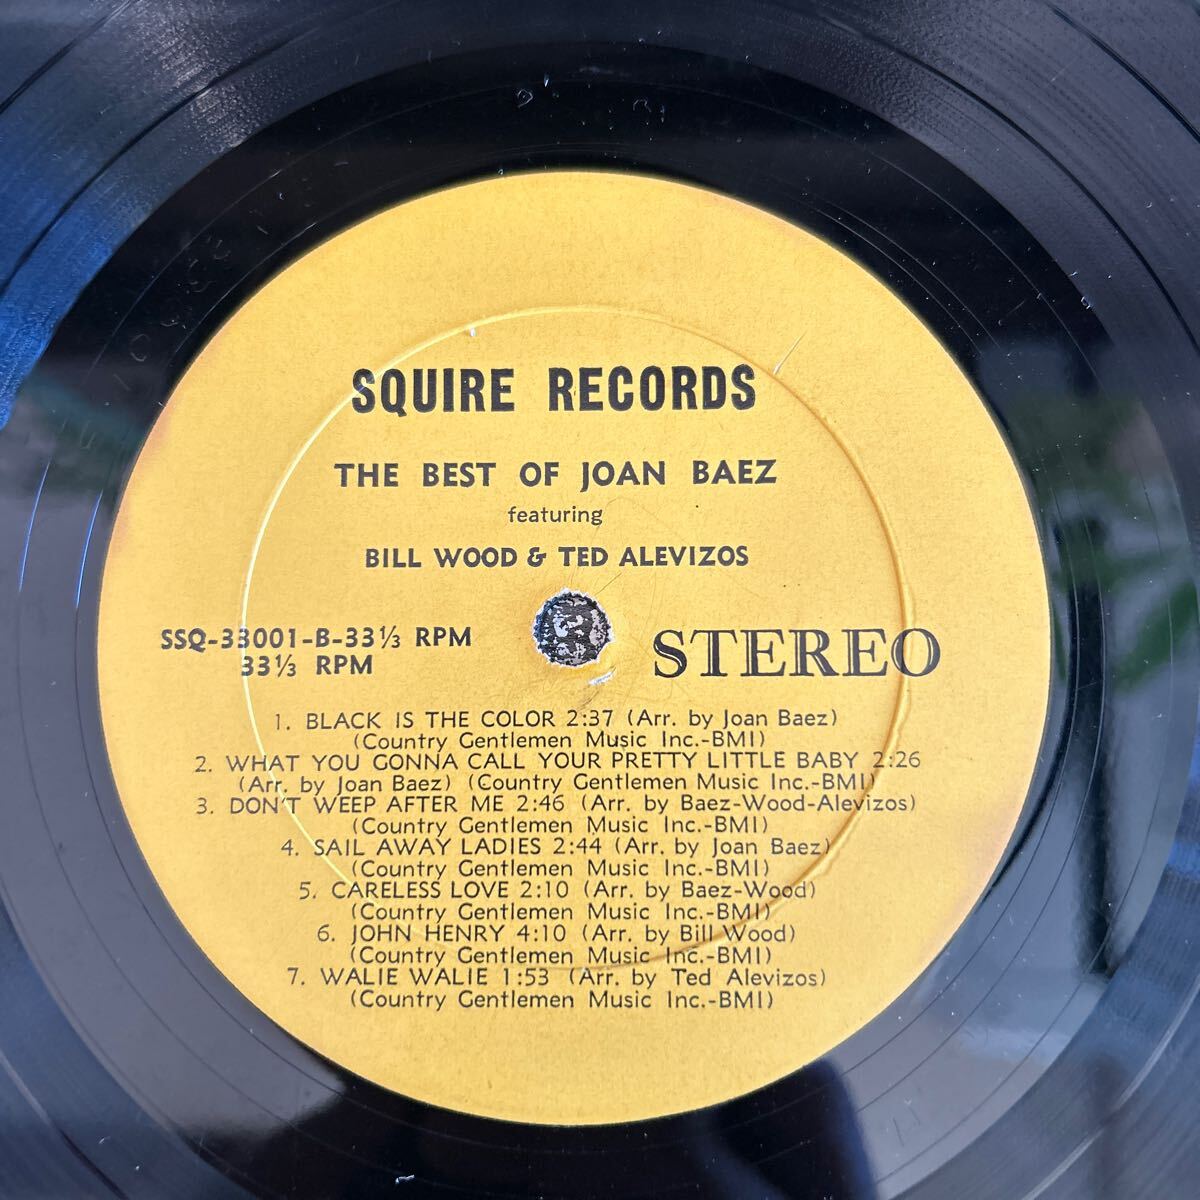 SQUIRE RECORDS
THE BEST OF JOAN BAEZ
featuring
BILL WOOD & TED ALEVIZOS
SSQ-33001-B-33⅓ RPM
33⅓ RPM
STEREO
1. BLACK IS THE COLOR 2:37 (Arr. by Joan Baez)
(Country Gentlemen Music Inc.-BMI)
2. WHAT YOU GONNA CALL YOUR PRETTY LITTLE BABY 2:26
(Arr. by Joan Baez) (Country Gentlemen Music Inc.-BMI)
3. DON'T WEEP AFTER ME 2:46 (Arr. by Baez-Wood-Alevizos)
(Country Gentlemen Music Inc.-BMI)
4. SAIL AWAY LADIES 2:44 (Arr. by Joan Baez)
(Country Gentlemen Music Inc.-BMI)
5. CARELESS LOVE 2:10 (Arr. by Baez-Wood)
(Country Gentlemen Music Inc.-BMI)
6. JOHN HENRY 4:10 (Arr. by Bill Wood)
(Country Gentlemen Music Inc.-BMI)
7. WALIE WALIE 1:53 (Arr. by Ted Alevizos)
(Country Gentlemen Music Inc.-BMI)